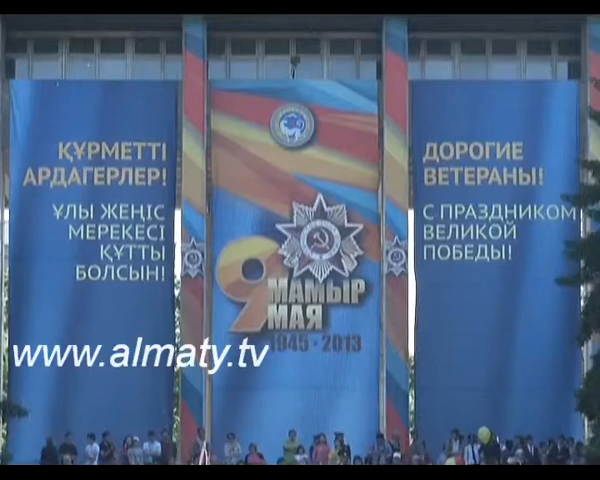 ҚҰРМЕТТІ
АРДАГЕРЛЕР!
ҰЛЫ ЖЕҢІС
МЕРЕКЕСІ
ҚҰТТЫ
БОЛСЫН!
9
МАМЫР
МАЯ
1945 · 2013
ДОРОГИЕ
ВЕТЕРАНЫ!
С ПРАЗДНИКОМ
ВЕЛИКОЙ
ПОБЕДЫ!
www.almaty.tv